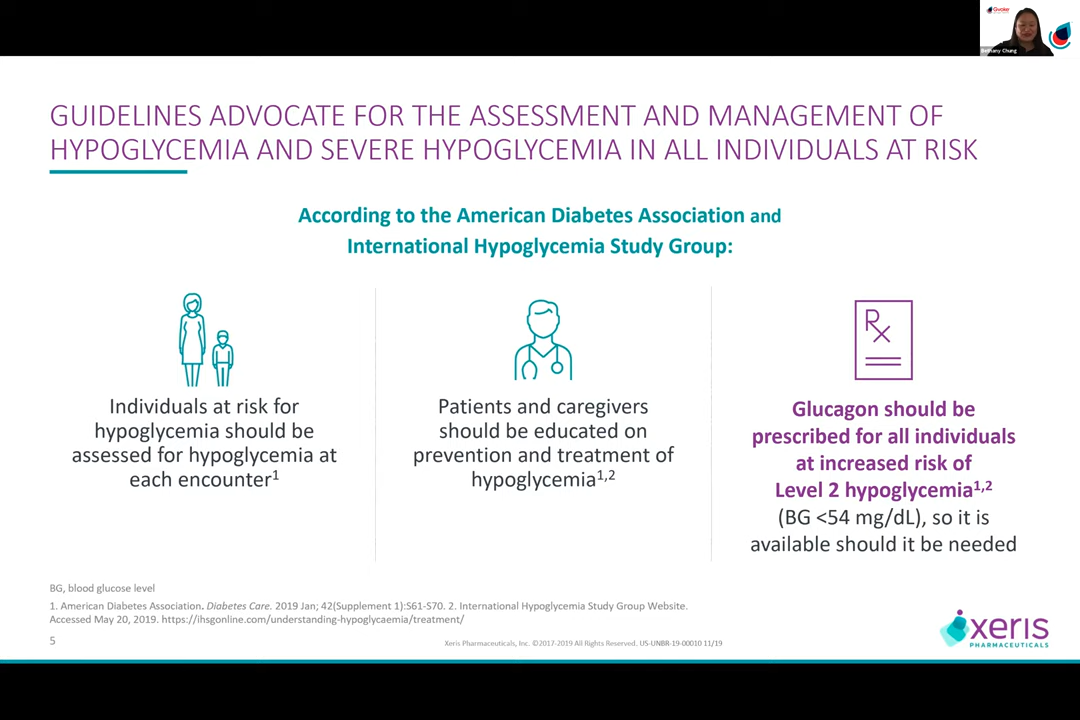 Gvoke
Bethany Chung
GUIDELINES ADVOCATE FOR THE ASSESSMENT AND MANAGEMENT OF
HYPOGLYCEMIA AND SEVERE HYPOGLYCEMIA IN ALL INDIVIDUALS AT RISK
According to the American Diabetes Association and
International Hypoglycemia Study Group:
Individuals at risk for
hypoglycemia should be
assessed for hypoglycemia at
each encounter1
Patients and caregivers
should be educated on
prevention and treatment of
hypoglycemia1,2
Rx
Glucagon should be
prescribed for all individuals
at increased risk of
Level 2 hypoglycemia1,2
(BG <54 mg/dL), so it is
available should it be needed
BG, blood glucose level
1. American Diabetes Association. Diabetes Care. 2019 Jan; 42(Supplement 1):S61-S70. 2. International Hypoglycemia Study Group Website.
Accessed May 20, 2019. https://ihsgonline.com/understanding-hypoglycaemia/treatment/
5
Xeris Pharmaceuticals, Inc. ©2017-2019 All Rights Reserved. US-UNBR-19-00010 11/19
xeris
PHARMACEUTICALS